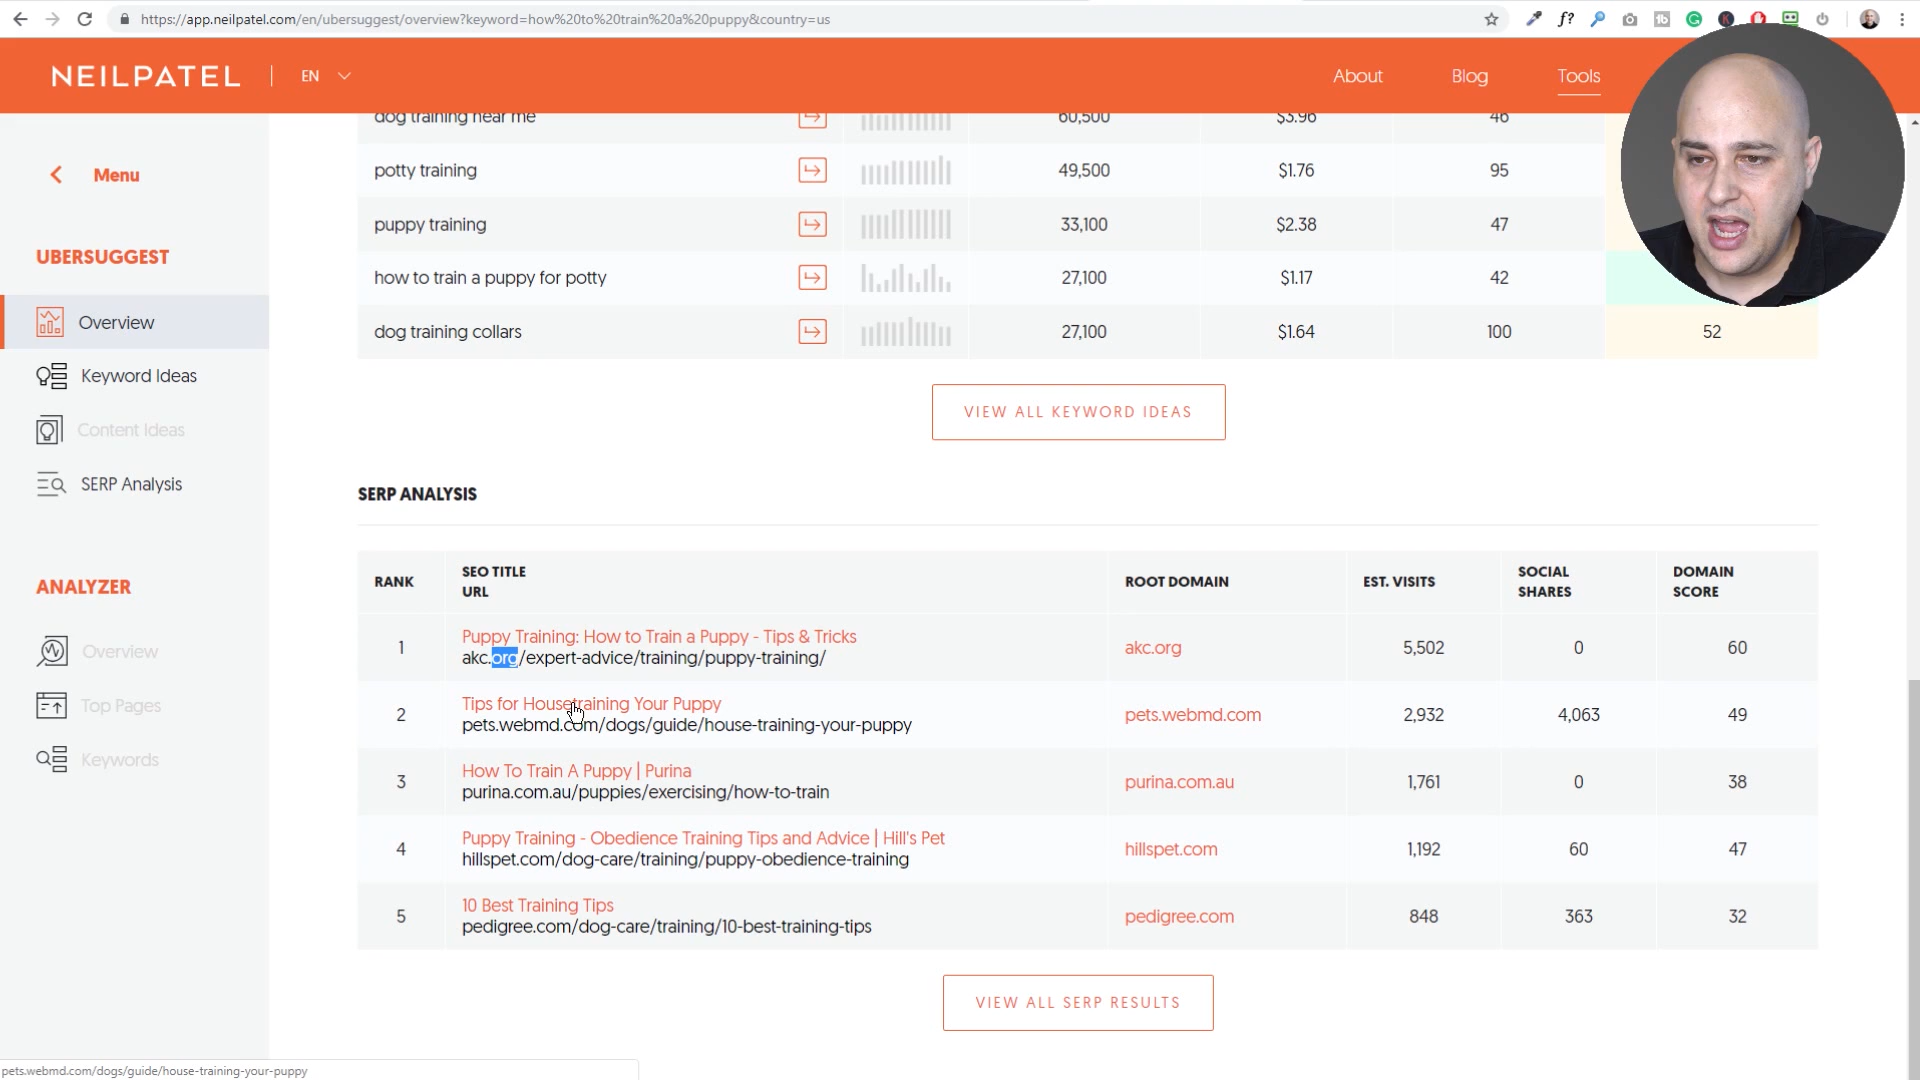 https://app.neilpatel.com/en/ubersuggest/overview?keyword=how%20to%20train%20a%20puppy&country=us
NEILPATEL
EN
About
Blog
Tools
Menu
UBERSUGGEST
Overview
Keyword Ideas
Content Ideas
SERP Analysis
ANALYZER
Overview
Top Pages
Keywords
dog training near me 60,500 $3.96 46
potty training 49,500 $1.76 95
puppy training 33,100 $2.38 47
how to train a puppy for potty 27,100 $1.17 42
dog training collars 27,100 $1.64 100 52
VIEW ALL KEYWORD IDEAS
SERP ANALYSIS
RANK
SEO TITLE
URL
ROOT DOMAIN
EST. VISITS
SOCIAL
SHARES
DOMAIN
SCORE
1
Puppy Training: How to Train a Puppy - Tips & Tricks
akc.org/expert-advice/training/puppy-training/
akc.org 5,502 0 60
2
Tips for Housetraining Your Puppy
pets.webmd.com/dogs/guide/house-training-your-puppy
pets.webmd.com 2,932 4,063 49
3
How To Train A Puppy | Purina
purina.com.au/puppies/exercising/how-to-train
purina.com.au 1,761 0 38
4
Puppy Training - Obedience Training Tips and Advice | Hill's Pet
hillspet.com/dog-care/training/puppy-obedience-training
hillspet.com 1,192 60 47
5
10 Best Training Tips
pedigree.com/dog-care/training/10-best-training-tips
pedigree.com 848 363 32
VIEW ALL SERP RESULTS
pets.webmd.com/dogs/guide/house-training-your-puppy